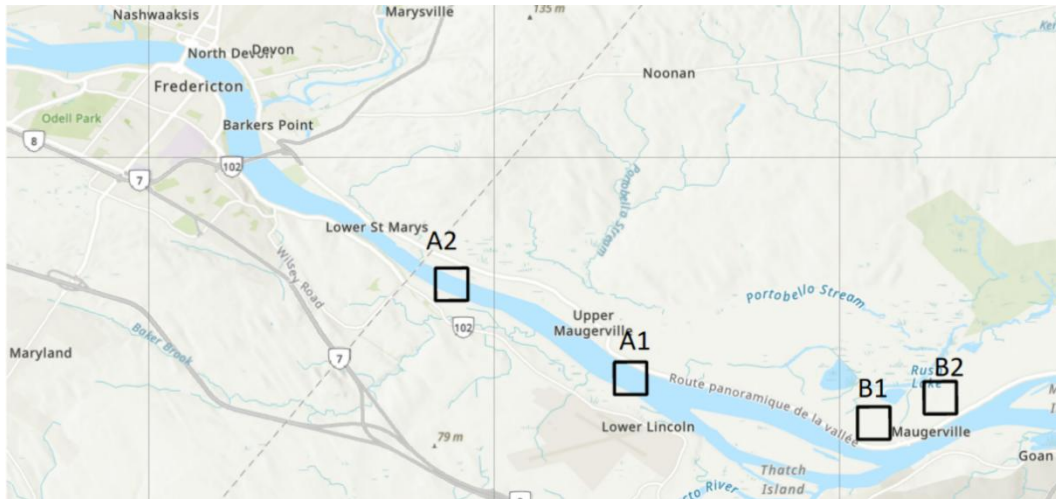 Nashwaaksis
135 m
Marysville
North Devon
Devon
Noonan
Fredericton
Odell Park
Barkers Point
8
102
7
Portobello Stream
Lower St Marys
A2
Wilsey Road
Portobello Stream
Upper
Maugerville
102
A1
Maryland
Baker Brook
7
Route panoramique de la vallée
B1
B2
Lake
79 m
Lower Lincoln
Maugerville
Goan
Thatch
Island
River